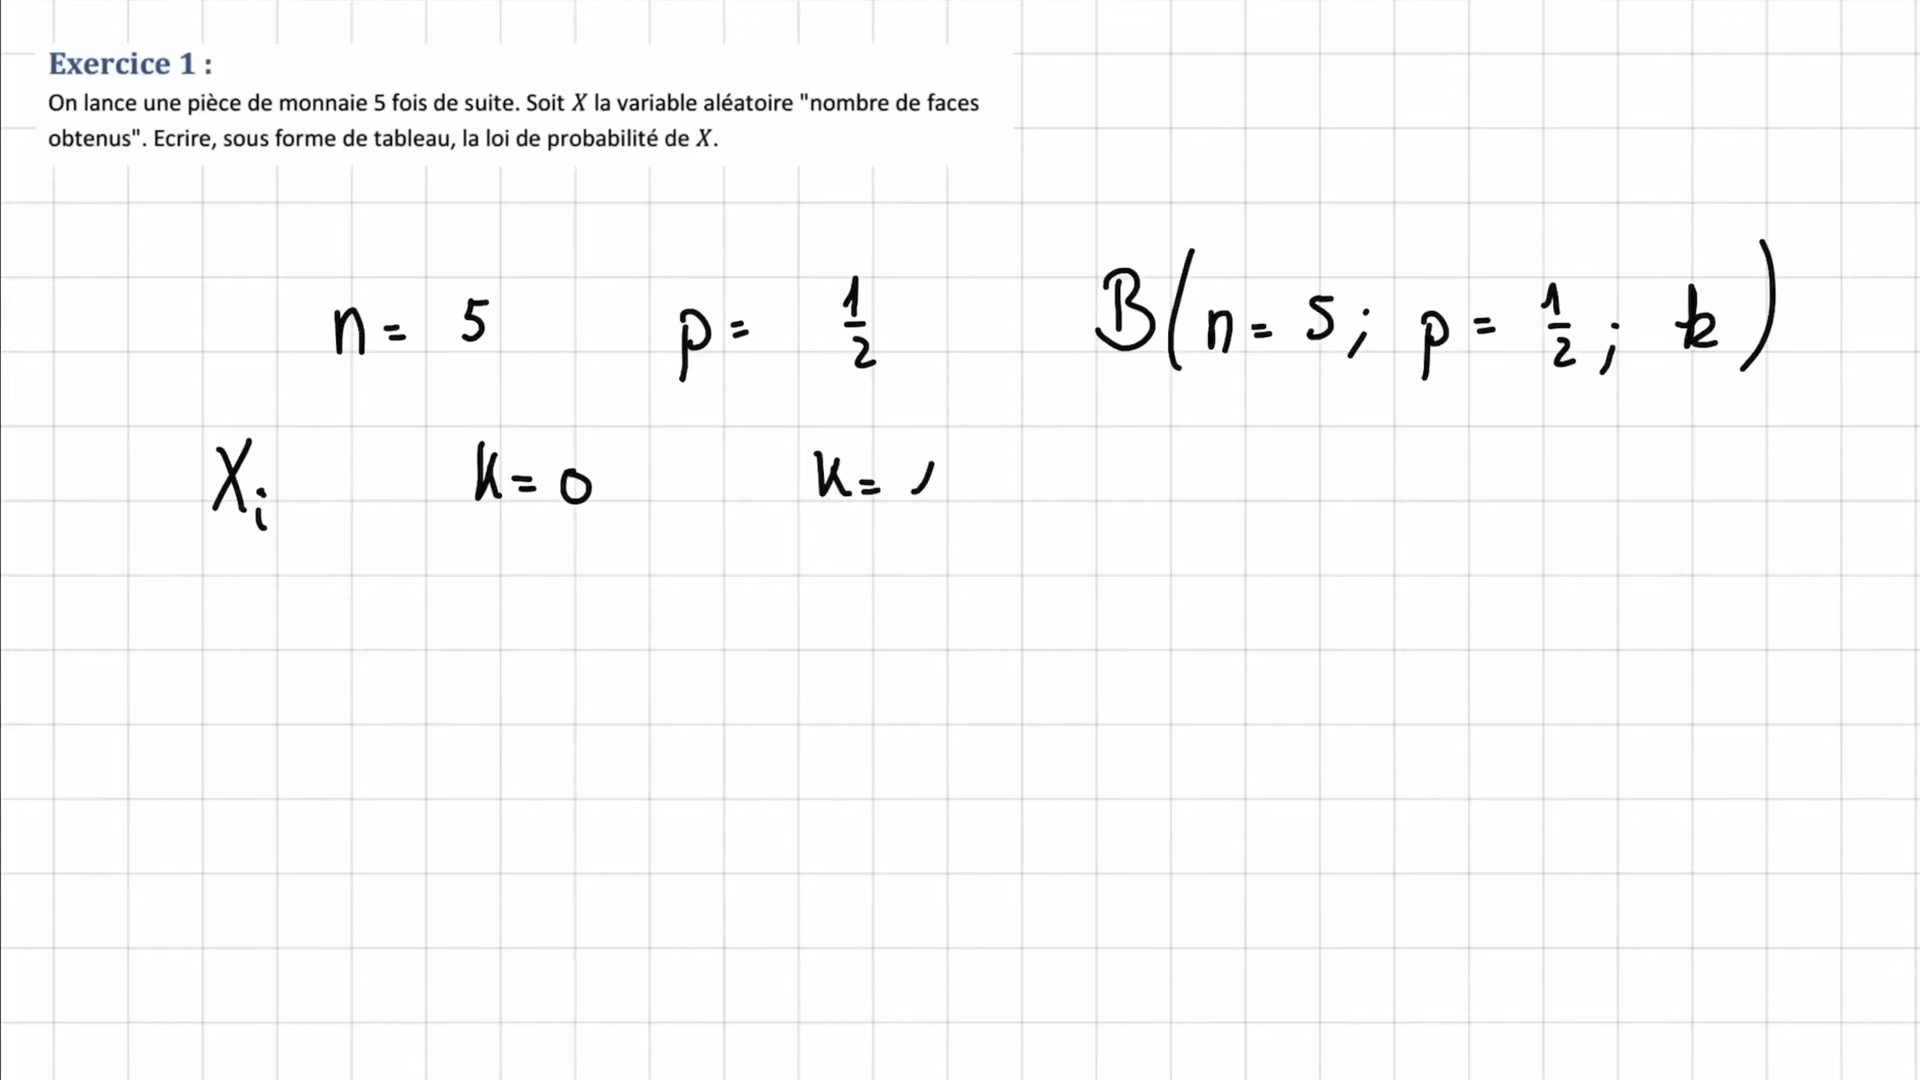 Exercice 1 :
On lance une pièce de monnaie 5 fois de suite. Soit X la variable aléatoire "nombre de faces
obtenus". Ecrire, sous forme de tableau, la loi de probabilité de X.
n = 5 p = 1/2 B(n = 5; p = 1/2; k)
Xi k = 0 k =